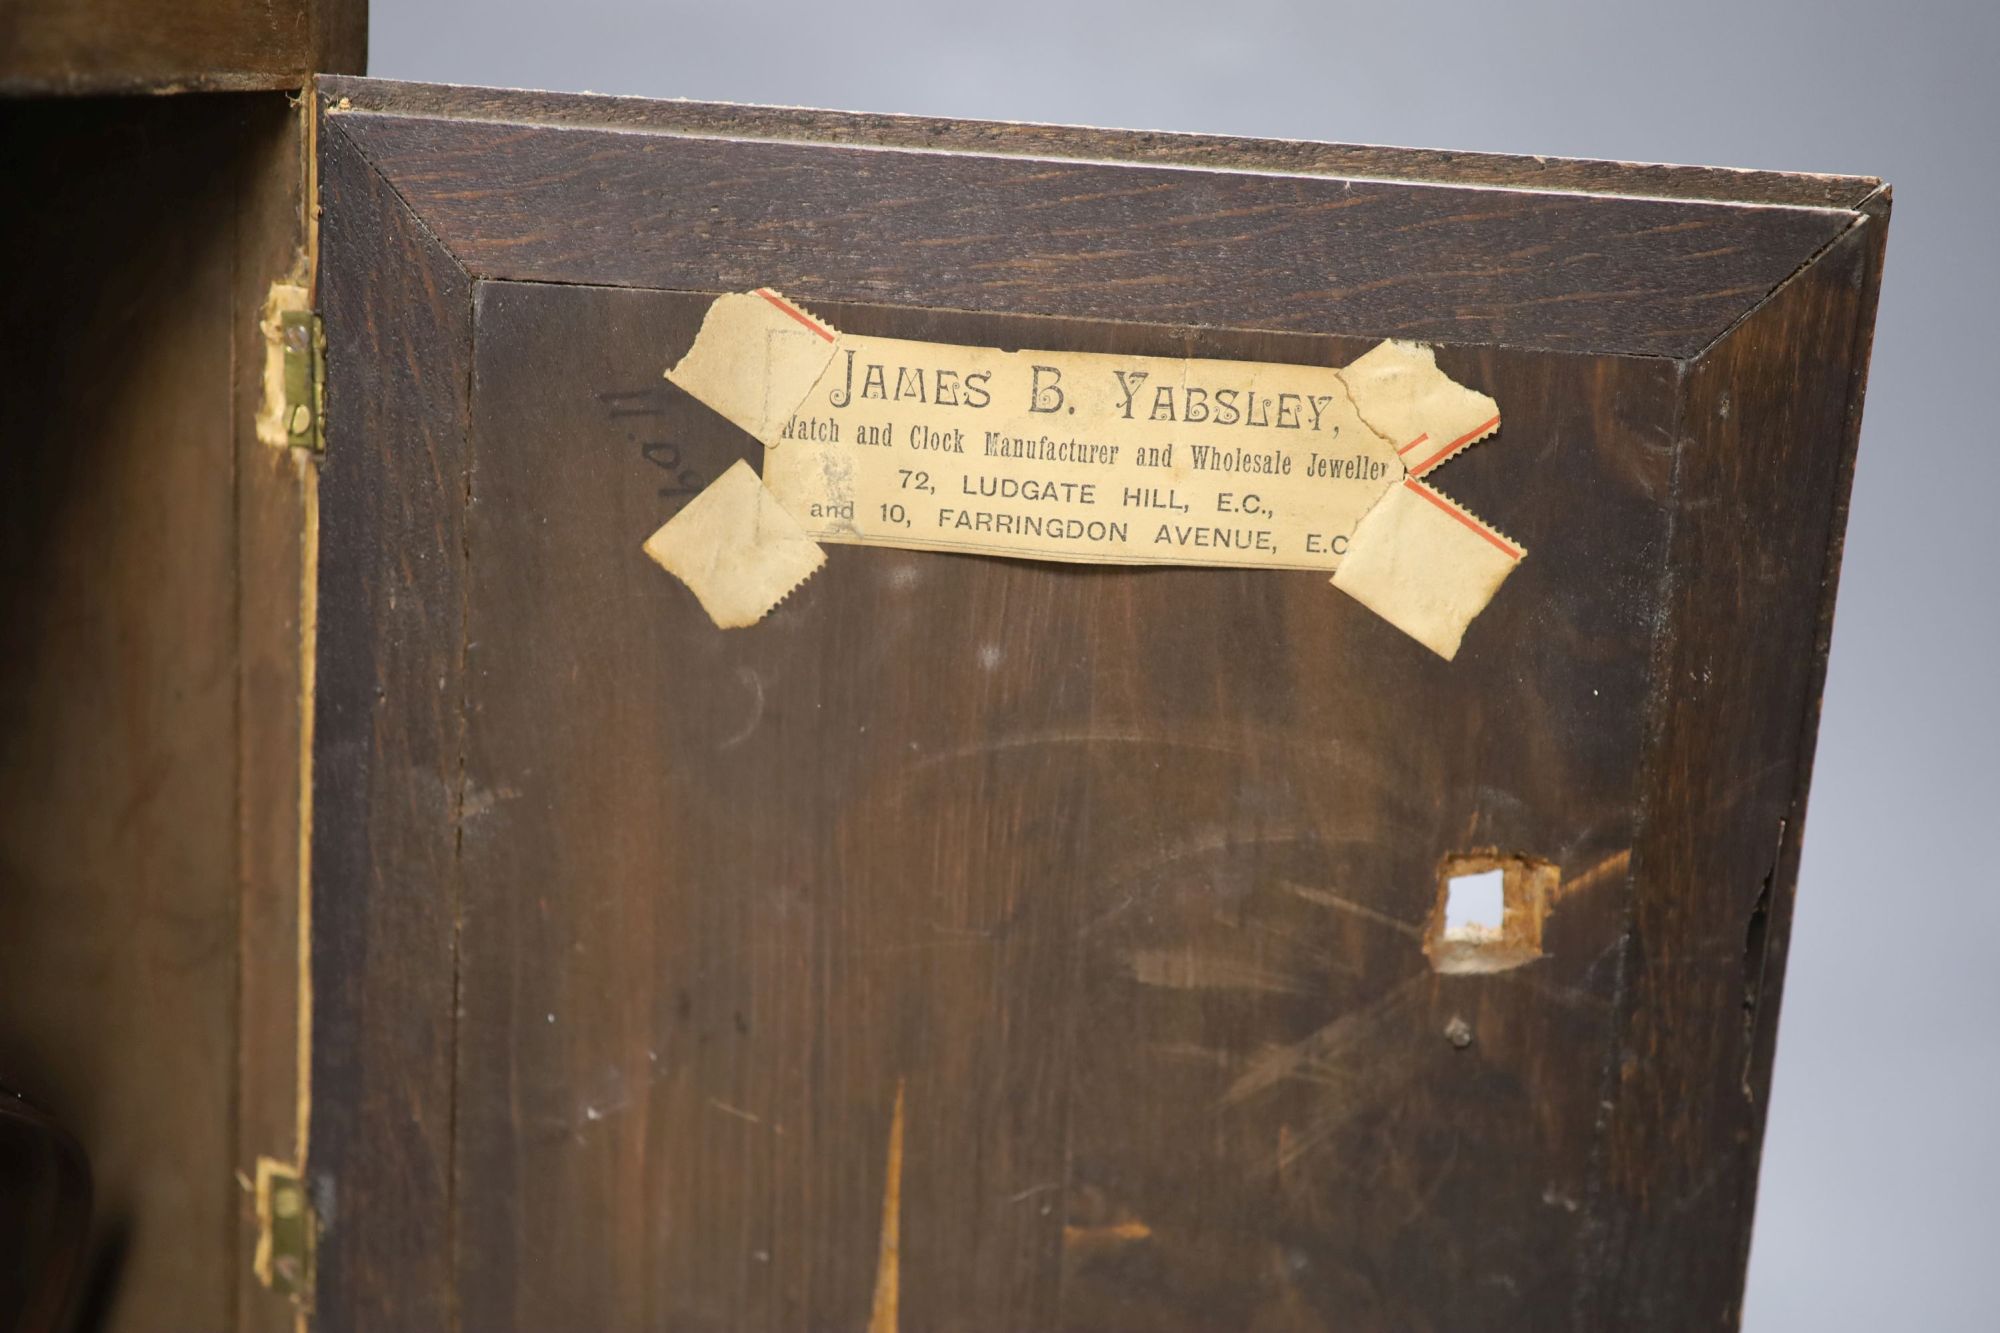 JAMES B. YABSLEY,
Watch and Clock Manufacturer and Wholesale Jeweller
72, LUDGATE HILL, E.C.,
and 10, FARRINGDON AVENUE, E.C